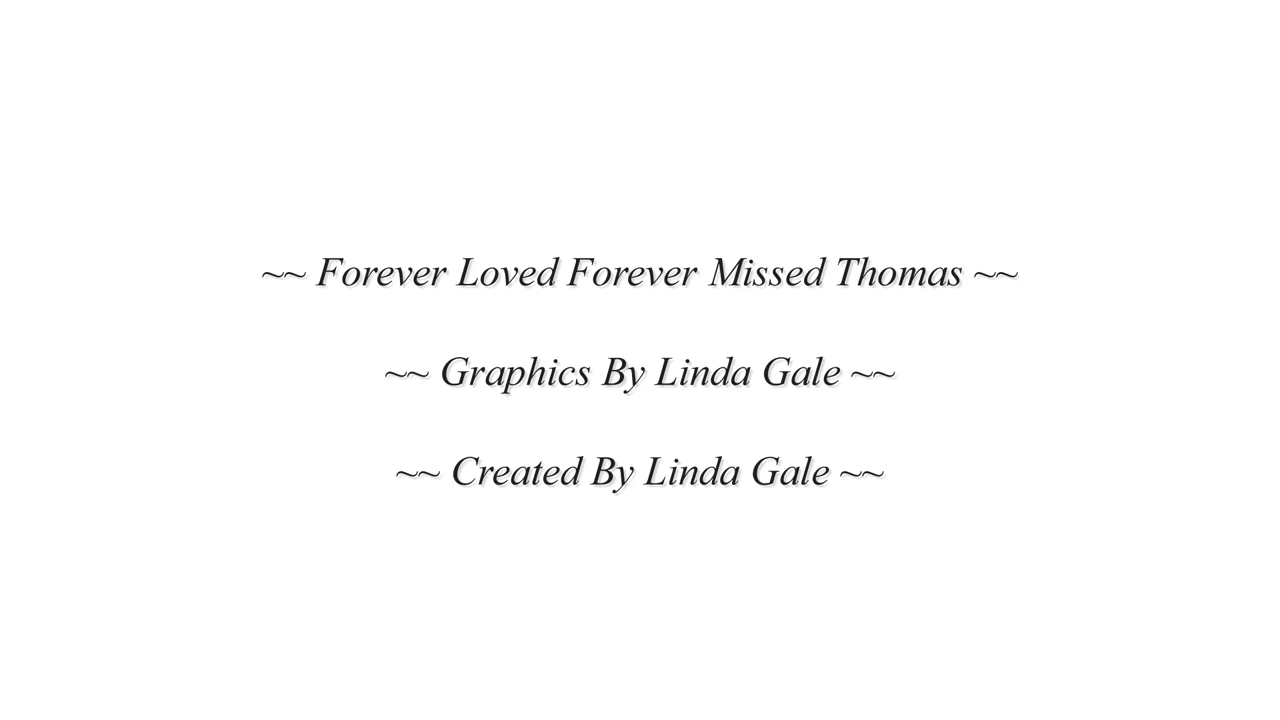 ~~ Forever Loved Forever Missed Thomas ~~
~~ Graphics By Linda Gale ~~
~~ Created By Linda Gale ~~